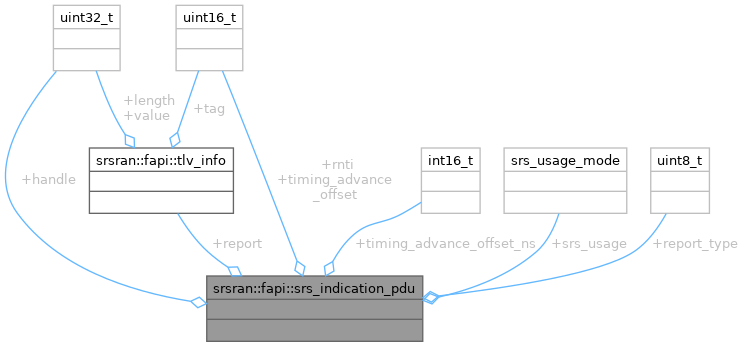 uint32_t
uint16_t
+length
+value
+tag
srsran::fapi::tlv_info
int16_t
srs_usage_mode
uint8_t
+handle
+rnti
+timing_advance
_offset
+report
+timing_advance_offset_ns
+srs_usage
+report_type
srsran::fapi::srs_indication_pdu